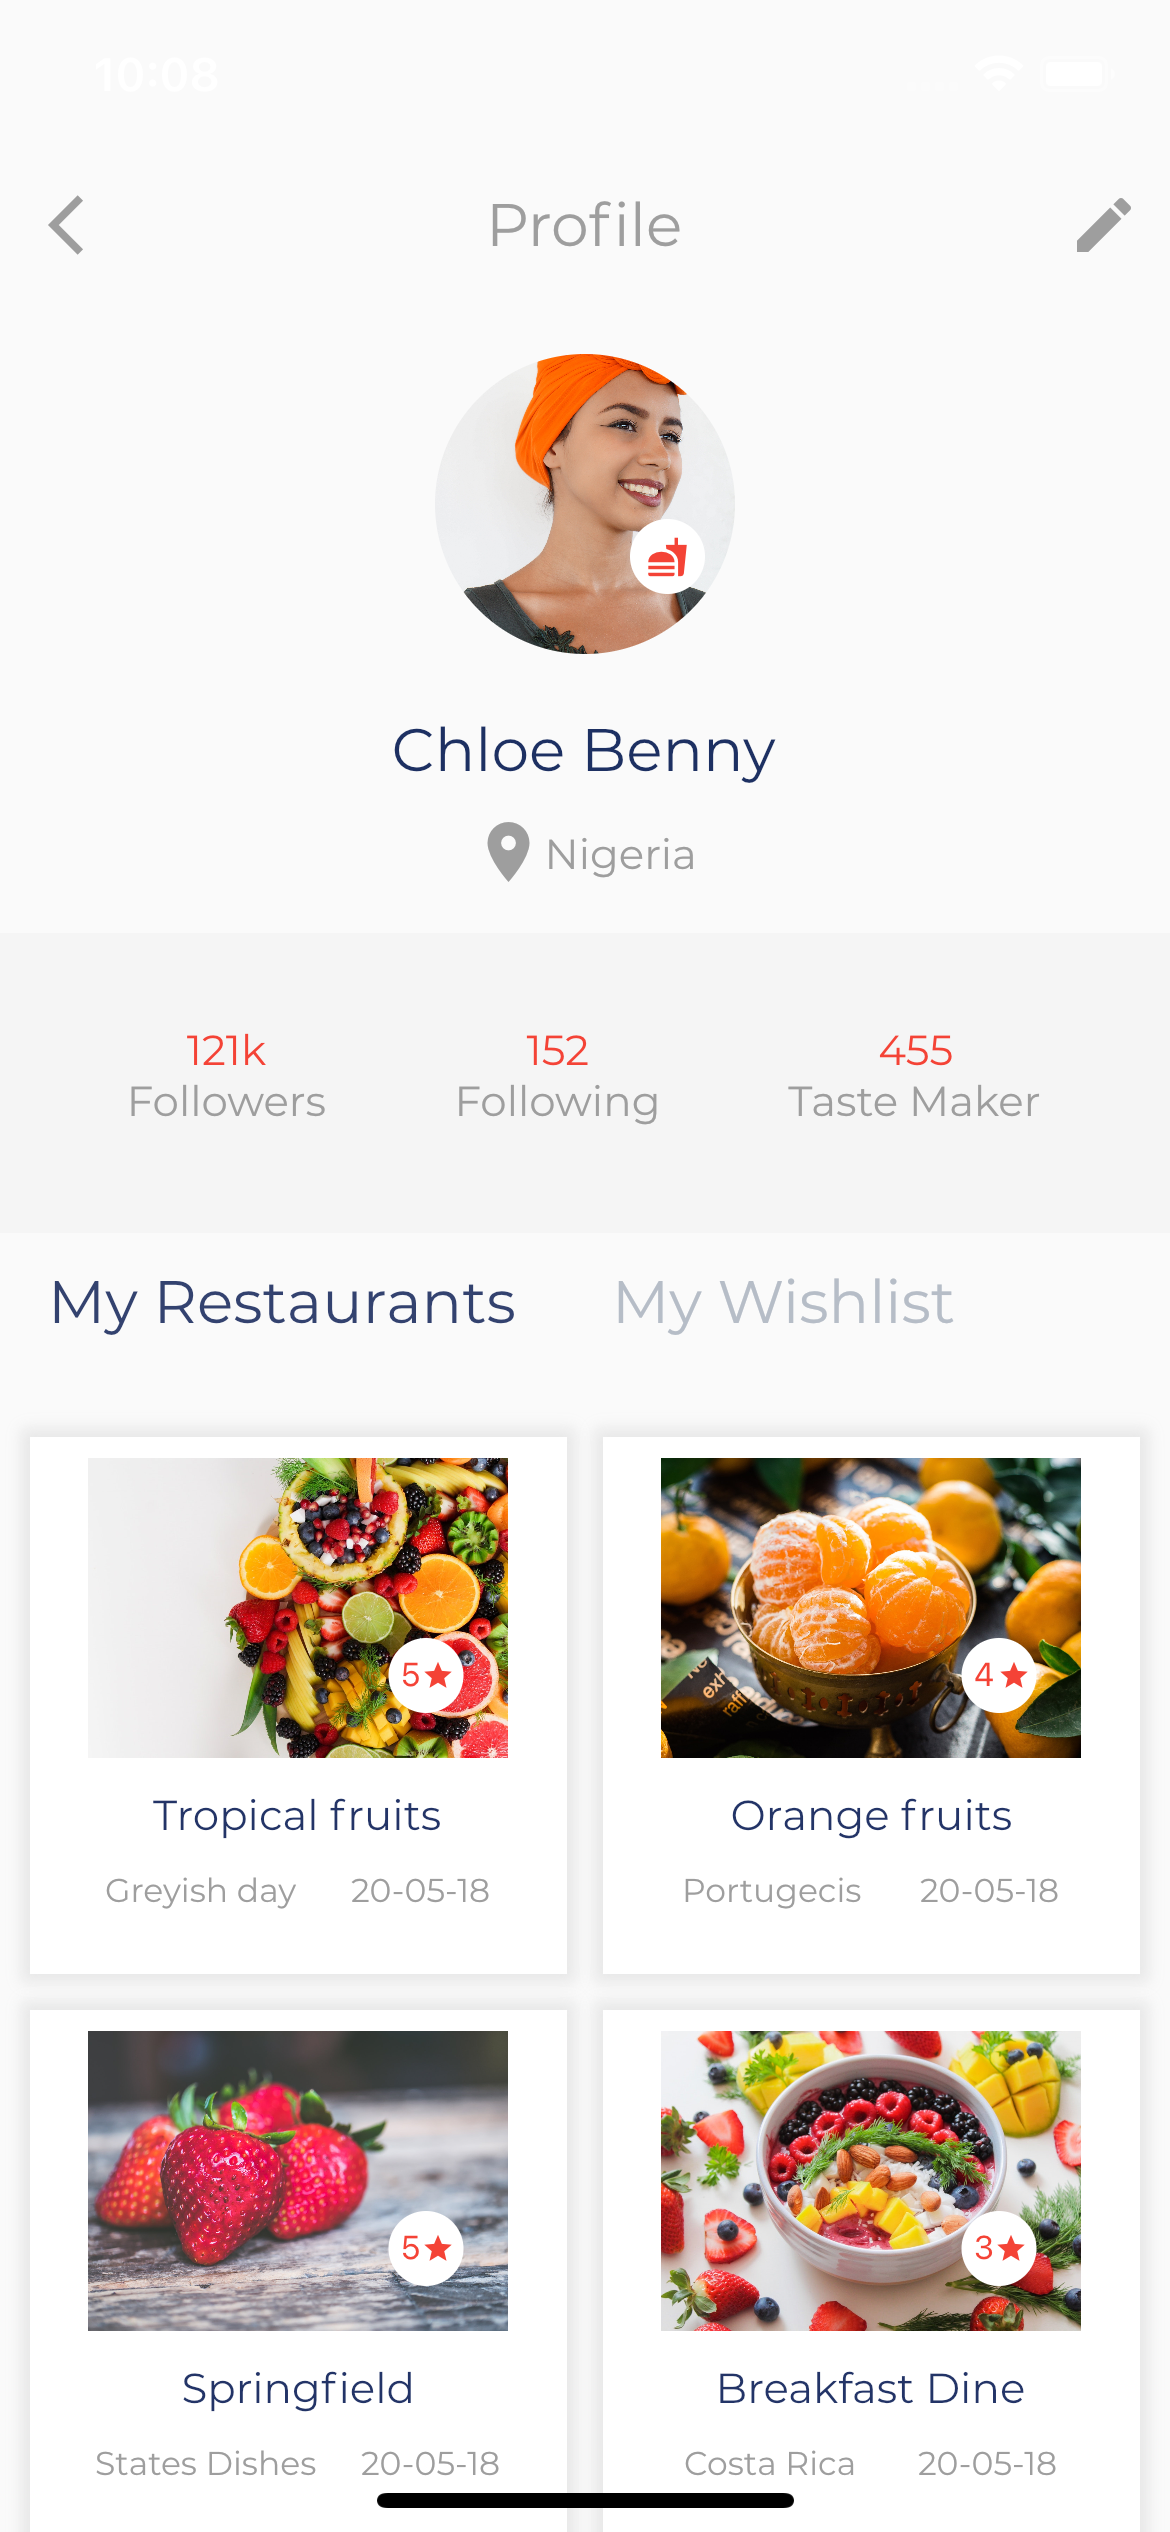 10:08
Profile
Chloe Benny
Nigeria
121k 152 455
Followers Following Taste Maker
My Restaurants My Wishlist
5 4
Tropical fruits Orange fruits
Greyish day 20-05-18 Portugecis 20-05-18
5 3
Springfield Breakfast Dine
States Dishes 20-05-18 Costa Rica 20-05-18